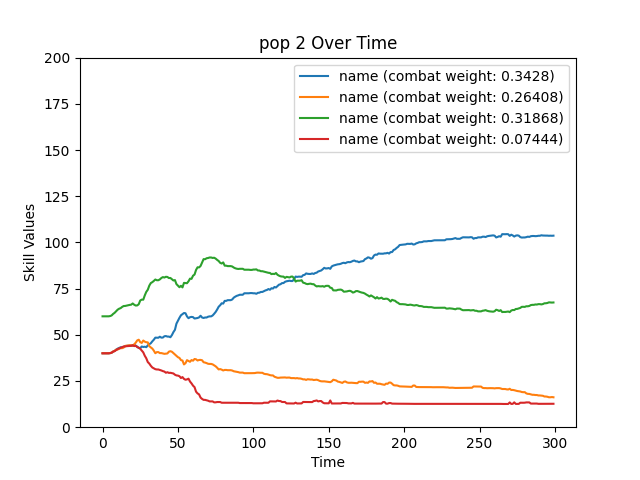 pop 2 Over Time
name (combat weight: 0.3428)
name (combat weight: 0.26408)
name (combat weight: 0.31868)
name (combat weight: 0.07444)
Skill Values
200
175
150
125
100
75
50
25
0
0 50 100 150 200 250 300
Time